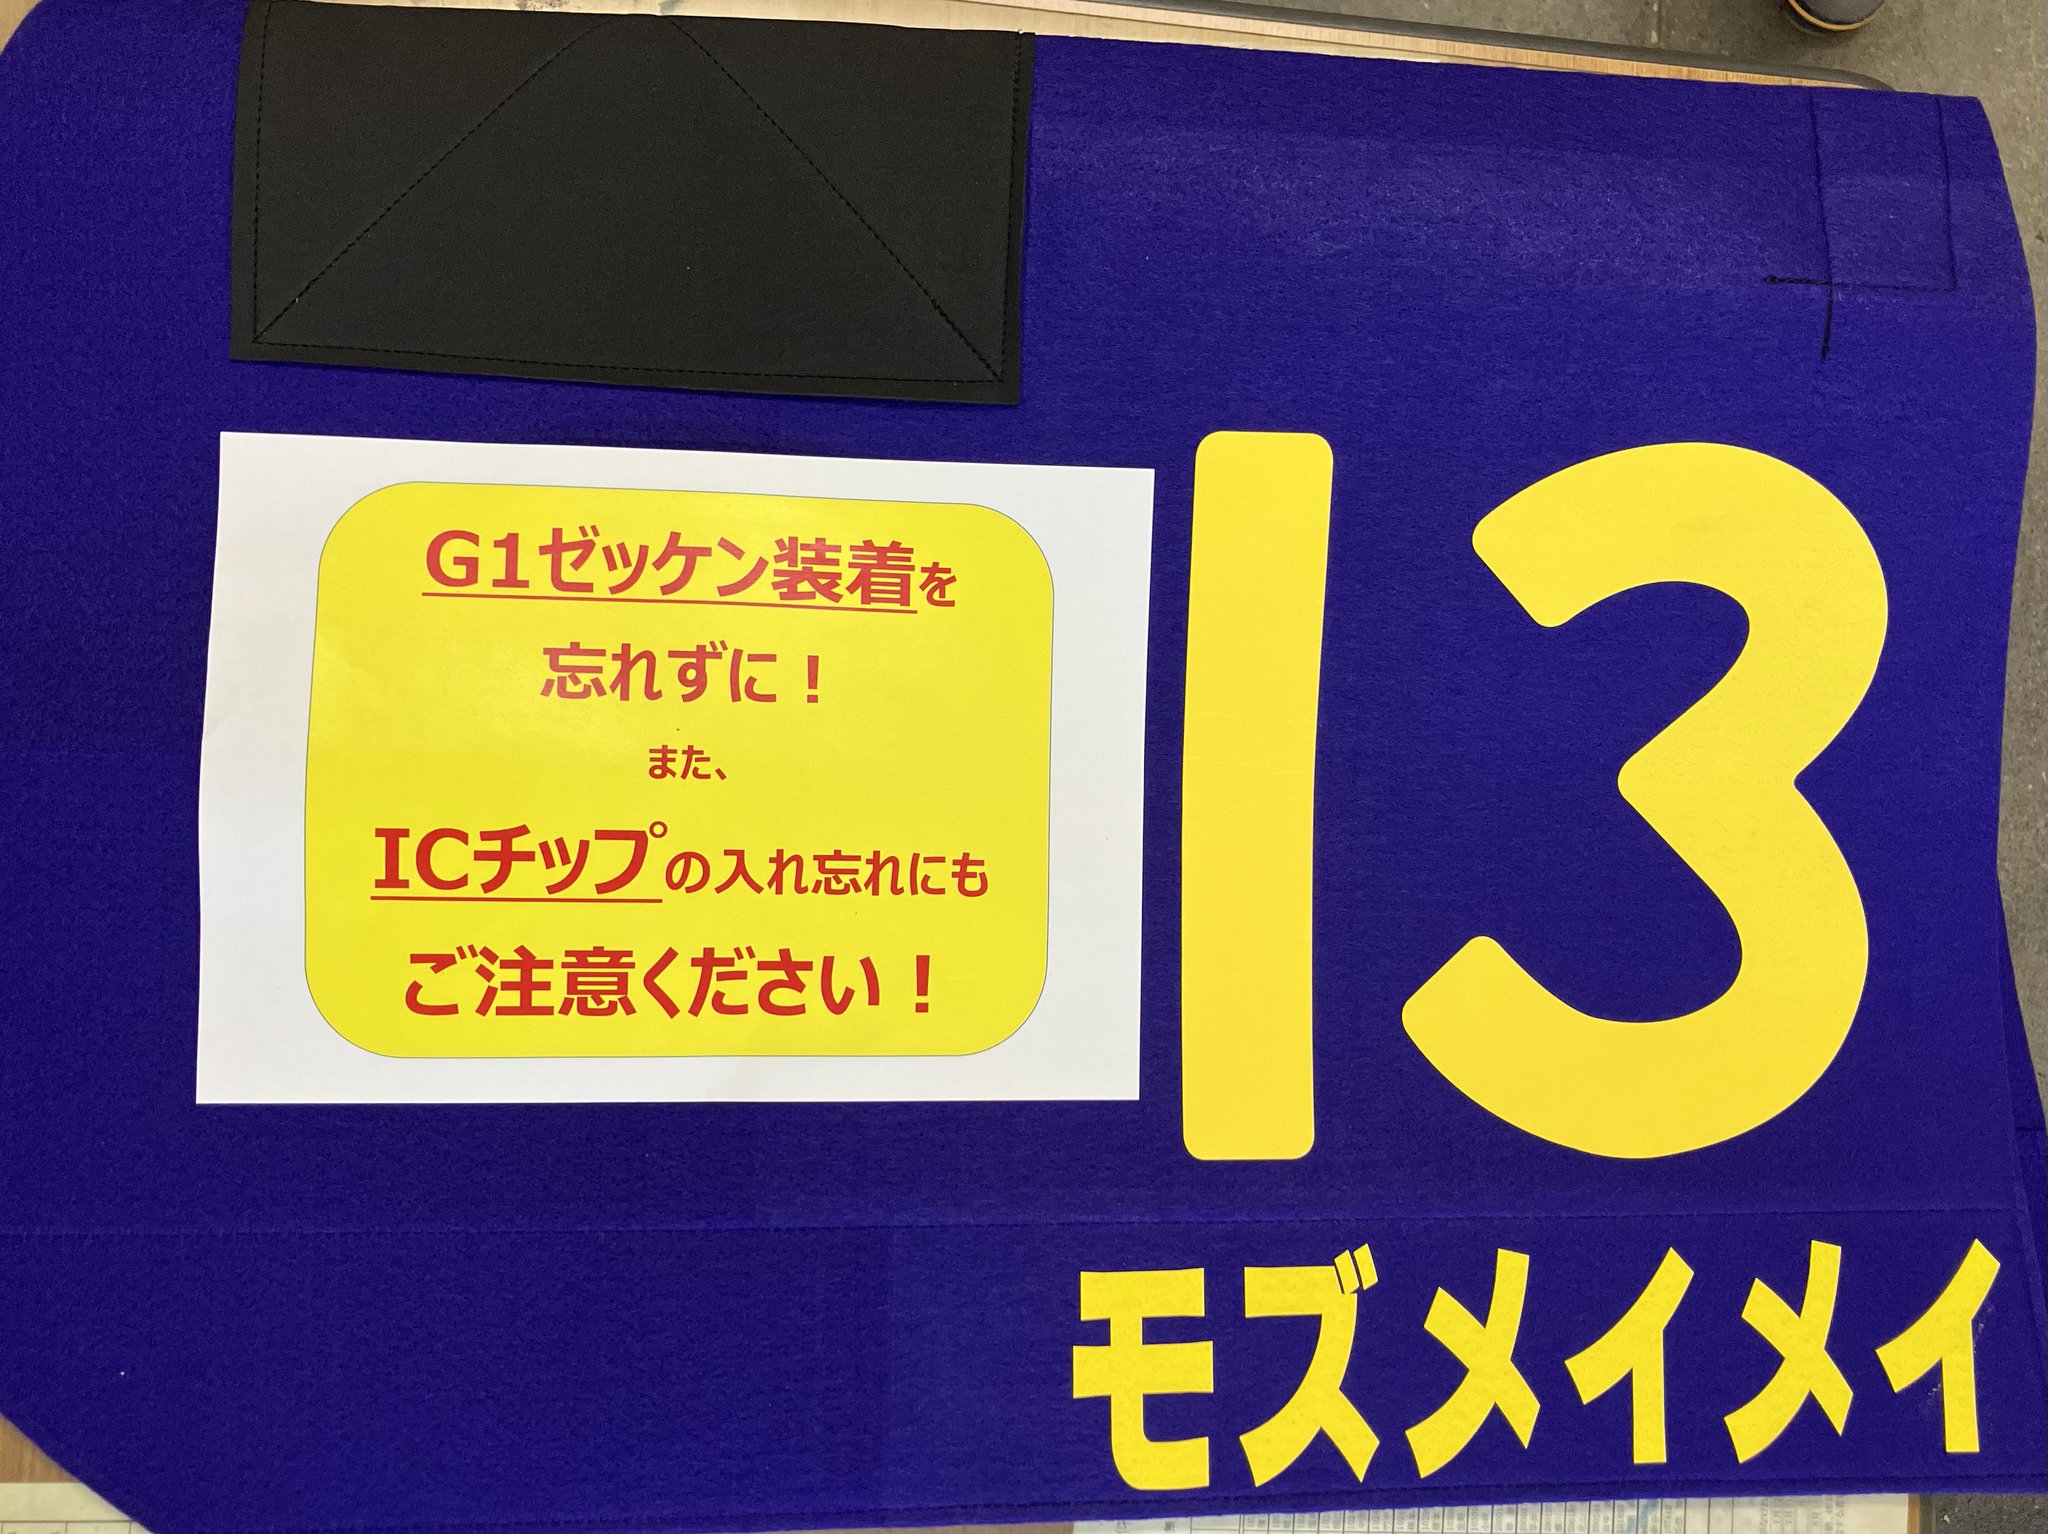 G1ゼッケン装着を
忘れずに！
また、
ICチップの入れ忘れにも
ご注意ください！
13
モズメイメイ